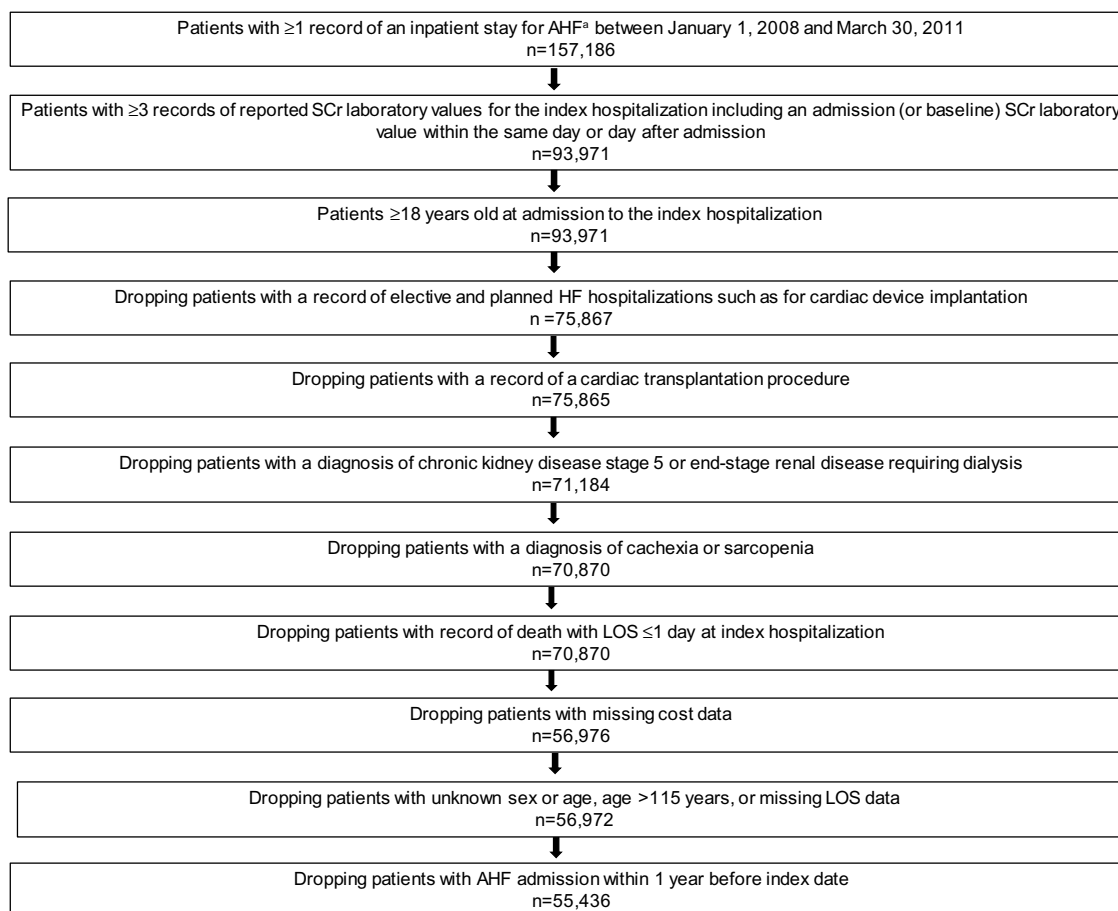 Patients with ≥1 record of an inpatient stay for AHFᵃ between January 1, 2008 and March 30, 2011
n=157,186
Patients with ≥3 records of reported SCr laboratory values for the index hospitalization including an admission (or baseline) SCr laboratory
value within the same day or day after admission
n=93,971
Patients ≥18 years old at admission to the index hospitalization
n=93,971
Dropping patients with a record of elective and planned HF hospitalizations such as for cardiac device implantation
n =75,867
Dropping patients with a record of a cardiac transplantation procedure
n=75,865
Dropping patients with a diagnosis of chronic kidney disease stage 5 or end-stage renal disease requiring dialysis
n=71,184
Dropping patients with a diagnosis of cachexia or sarcopenia
n=70,870
Dropping patients with record of death with LOS ≤1 day at index hospitalization
n=70,870
Dropping patients with missing cost data
n=56,976
Dropping patients with unknown sex or age, age >115 years, or missing LOS data
n=56,972
Dropping patients with AHF admission within 1 year before index date
n=55,436